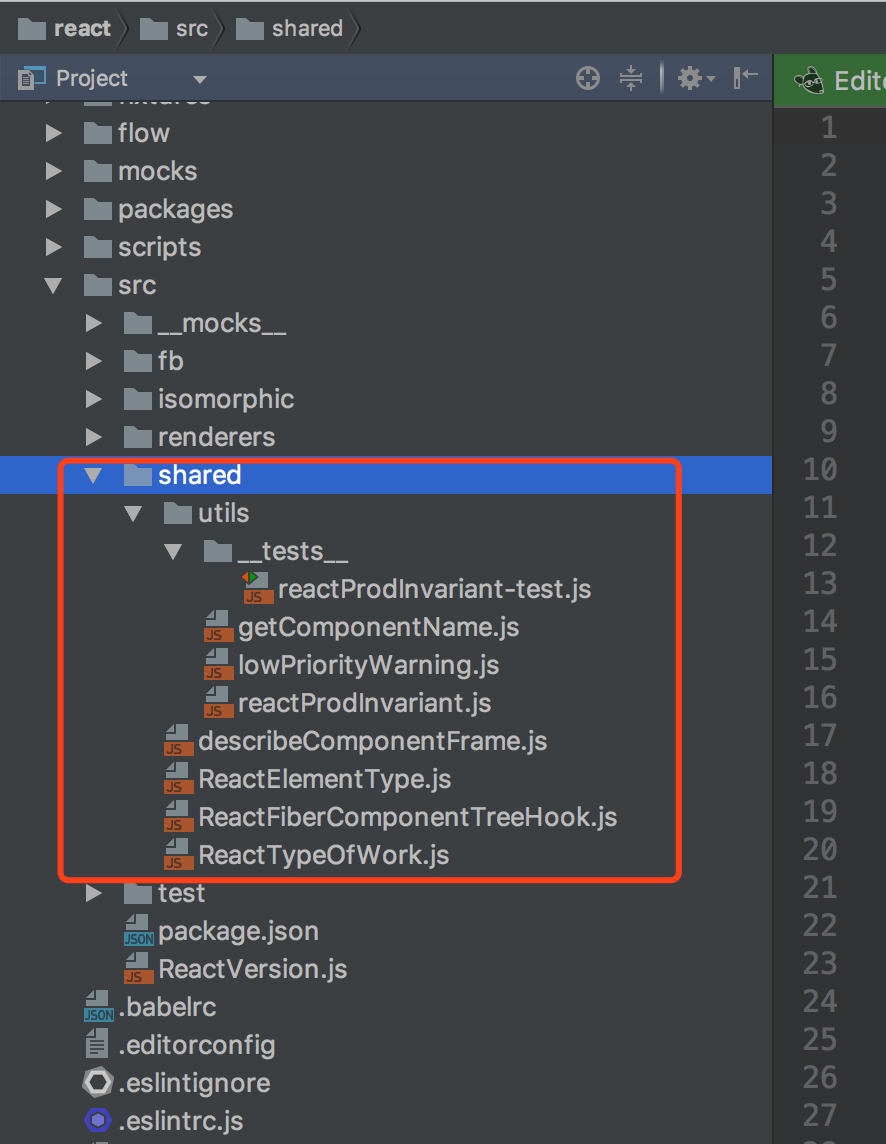 react src shared
Project
Edit
fixtures
flow
mocks
packages
scripts
src
__mocks__
fb
isomorphic
renderers
shared
utils
__tests__
JS reactProdInvariant-test.js
JS getComponentName.js
JS lowPriorityWarning.js
JS reactProdInvariant.js
JS describeComponentFrame.js
JS ReactElementType.js
JS ReactFiberComponentTreeHook.js
JS ReactTypeOfWork.js
test
JSON package.json
JS ReactVersion.js
JSON .babelrc
.editorconfig
.eslintignore
.eslintrc.js
1
2
3
4
5
6
7
8
9
10
11
12
13
14
15
16
17
18
19
20
21
22
23
24
25
26
27